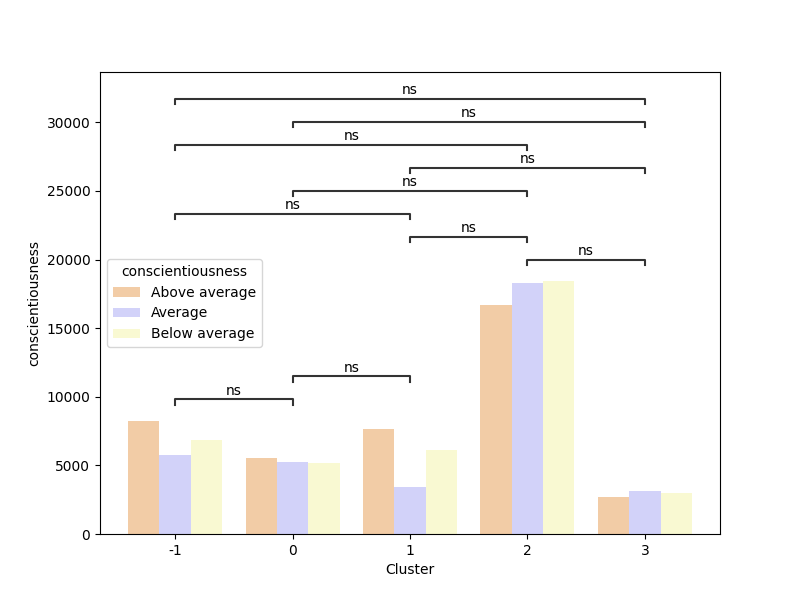 ns
ns
ns
ns
ns
ns
ns
ns
ns
ns
30000
25000
20000
15000
10000
5000
0
conscientiousness
conscientiousness
Above average
Average
Below average
-1 0 1 2 3
Cluster